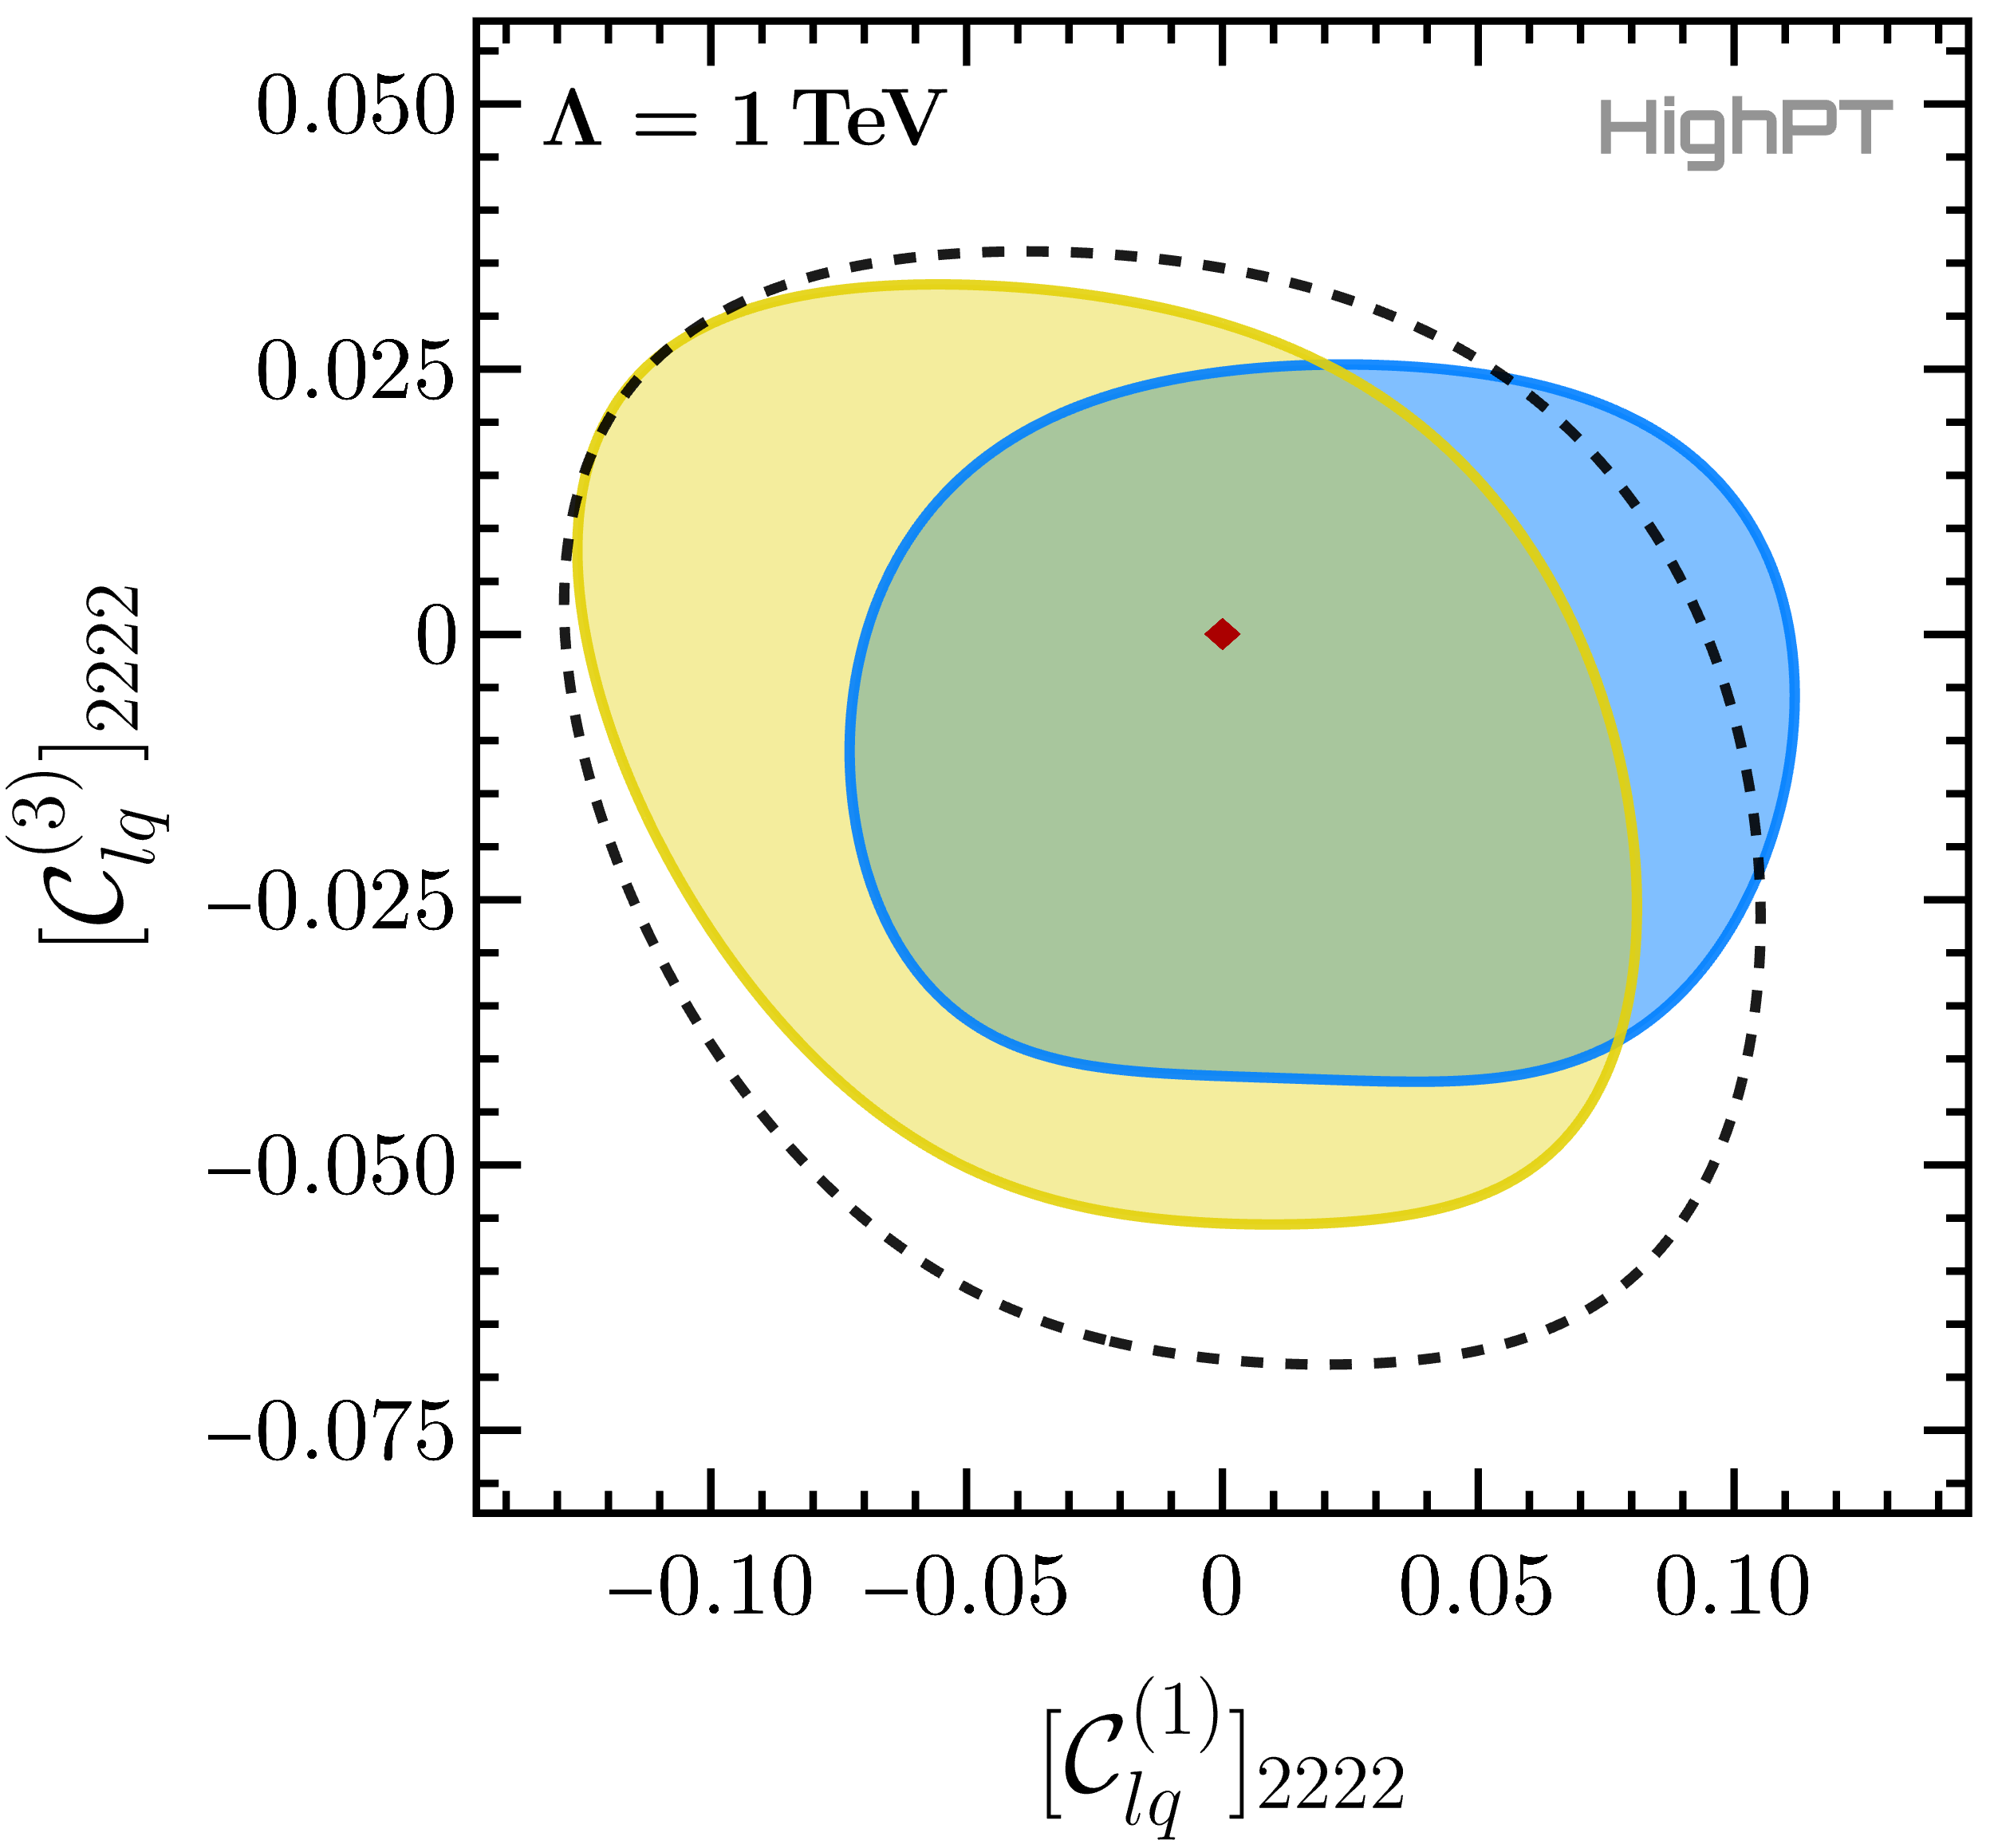 Λ = 1 TeV
HighPT
0.050
0.025
0
−0.025
−0.050
−0.075
[𝓒_{lq}^{(3)}]_{2222}
−0.10 −0.05 0 0.05 0.10
[𝓒_{lq}^{(1)}]_{2222}